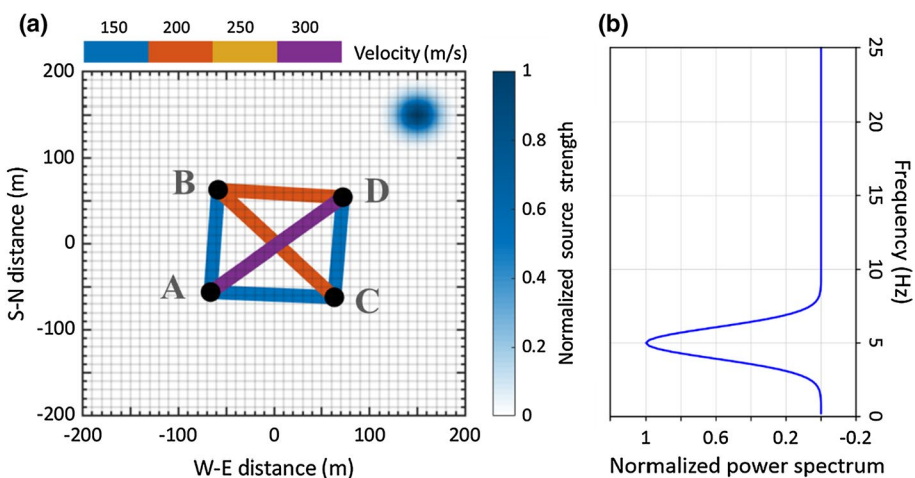 (a)
150 200 250 300
Velocity (m/s)
200
100
0
-100
-200
S-N distance (m)
-200 -100 0 100 200
W-E distance (m)
B
D
A
C
1
0.8
0.6
0.4
0.2
0
Normalized source strength
(b)
25
20
15
10
5
0
Frequency (Hz)
1 0.6 0.2 -0.2
Normalized power spectrum